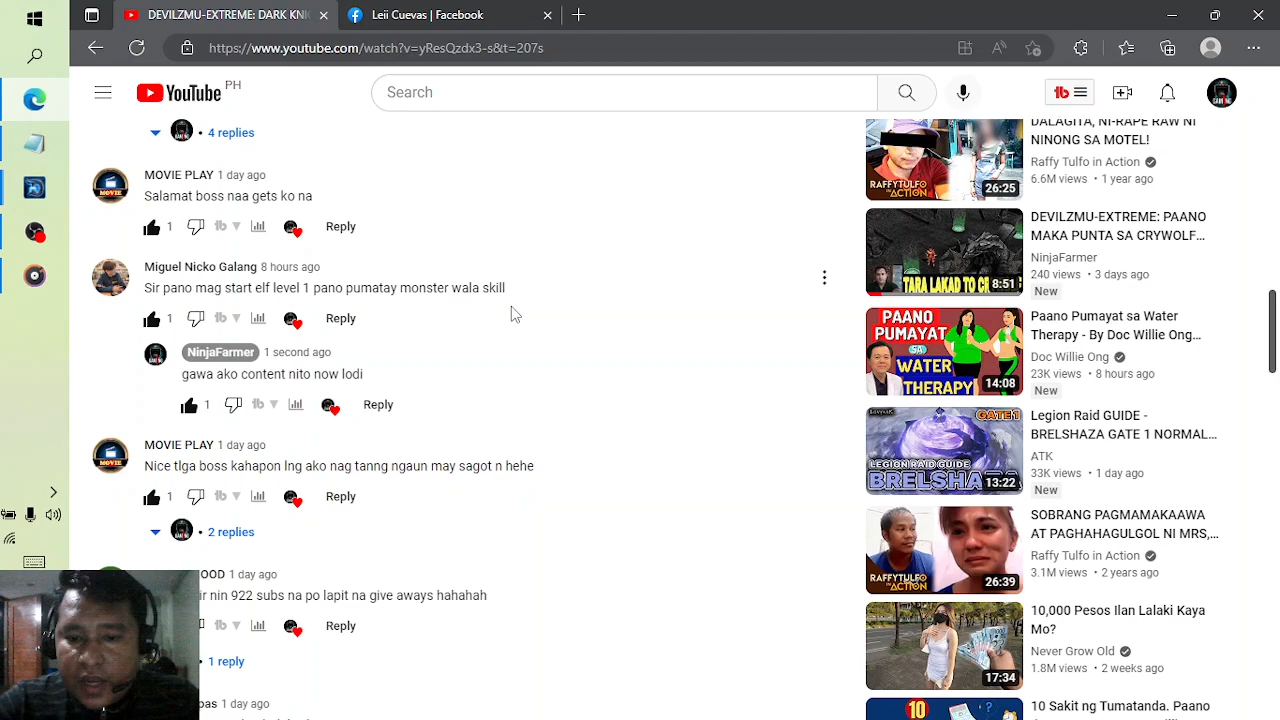 DEVILZMU-EXTREME: DARK KNI
Leii Cuevas | Facebook
https://www.youtube.com/watch?v=yResQzdx3-s&t=207s
YouTube PH
Search
4 replies
MOVIE PLAY 1 day ago
Salamat boss naa gets ko na
1 Reply
Miguel Nicko Galang 8 hours ago
Sir pano mag start elf level 1 pano pumatay monster wala skill
1 Reply
NinjaFarmer 1 second ago
gawa ako content nito now lodi
1 Reply
MOVIE PLAY 1 day ago
Nice tlga boss kahapon lng ako nag tanng ngaun may sagot n hehe
1 Reply
2 replies
OOD 1 day ago
ir nin 922 subs na po lapit na give aways hahahah
Reply
1 reply
bas 1 day ago
DALAGITA, NI-RAPE RAW NI
NINONG SA MOTEL!
Raffy Tulfo in Action
6.6M views • 1 year ago
RAFFYTULFO
IN ACTION
26:25
DEVILZMU-EXTREME: PAANO
MAKA PUNTA SA CRYWOLF...
NinjaFarmer
240 views • 3 days ago
New
TARA LAKAD TO CR
8:51
Paano Pumayat sa Water
Therapy - By Doc Willie Ong...
Doc Willie Ong
23K views • 8 hours ago
New
PAANO
PUMAYAT
SA
WATER
THERAPY
14:08
Legion Raid GUIDE -
BRELSHAZA GATE 1 NORMAL...
ATK
33K views • 1 day ago
New
GATE 1
LEGION RAID GUIDE
BRELSHA
13:22
SOBRANG PAGMAMAKAAWA
AT PAGHAHAGULGOL NI MRS,...
Raffy Tulfo in Action
3.1M views • 2 years ago
RAFFYTULFO
IN ACTION
26:39
10,000 Pesos Ilan Lalaki Kaya
Mo?
Never Grow Old
1.8M views • 2 weeks ago
17:34
10 Sakit ng Tumatanda. Paano
10